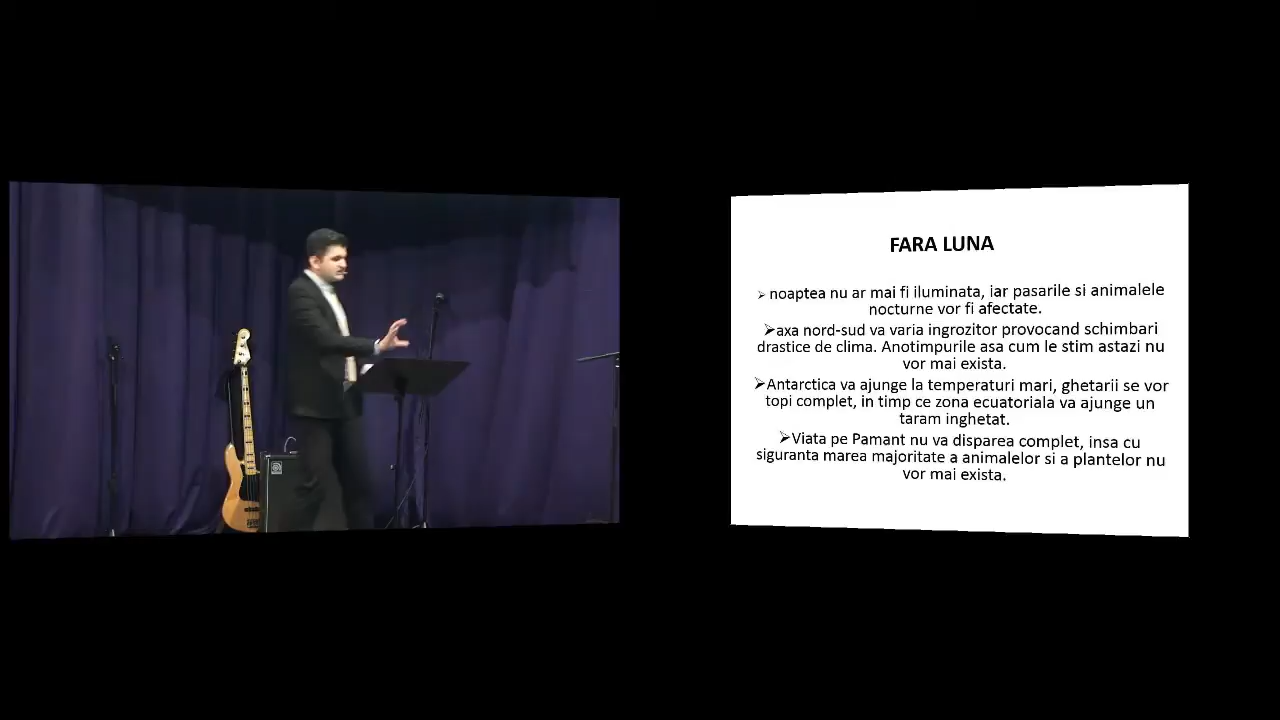 FARA LUNA
➢ noaptea nu ar mai fi iluminata, iar pasarile si animalele
nocturne vor fi afectate.
➢axa nord-sud va varia ingrozitor provocand schimbari
drastice de clima. Anotimpurile asa cum le stim astazi nu
vor mai exista.
➢Antarctica va ajunge la temperaturi mari, ghetarii se vor
topi complet, in timp ce zona ecuatoriala va ajunge un
taram inghetat.
➢Viata pe Pamant nu va disparea complet, insa cu
siguranta marea majoritate a animalelor si a plantelor nu
vor mai exista.